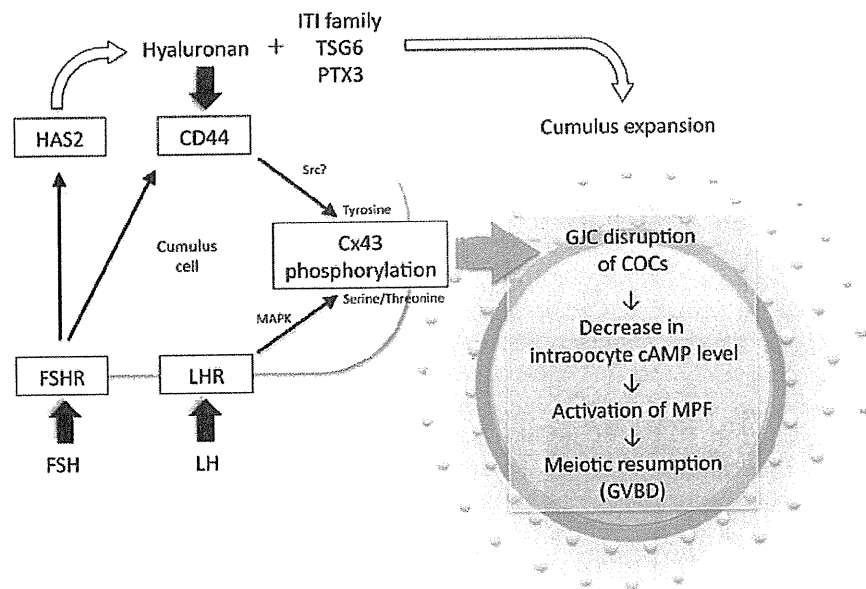 ITI family
Hyaluronan + TSG6
PTX3
HAS2
CD44
Cumulus expansion
Src?
Tyrosine
Cumulus
cell
Cx43
phosphorylation
Serine/Threonine
MAPK
FSHR
LHR
FSH
LH
GJC disruption
of COCs
↓
Decrease in
intraoocyte cAMP level
↓
Activation of MPF
↓
Meiotic resumption
(GVBD)